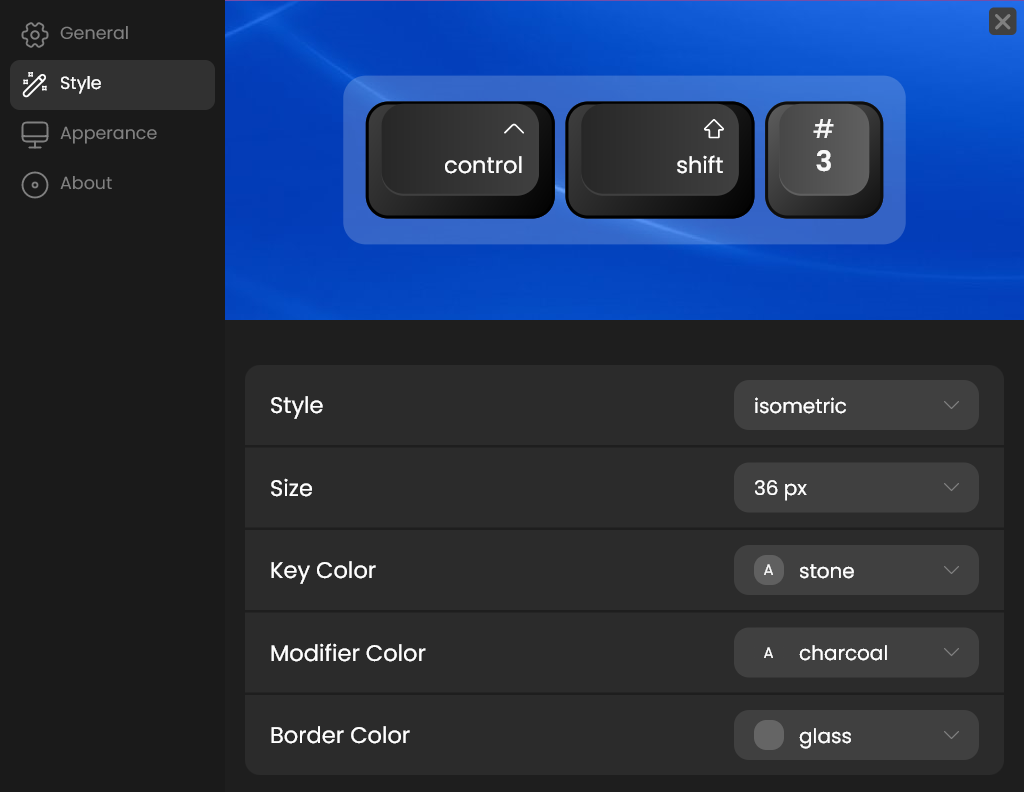 General
Style
Apperance
About
control
shift
#
3
Style
isometric
Size
36 px
Key Color
A stone
Modifier Color
A charcoal
Border Color
glass